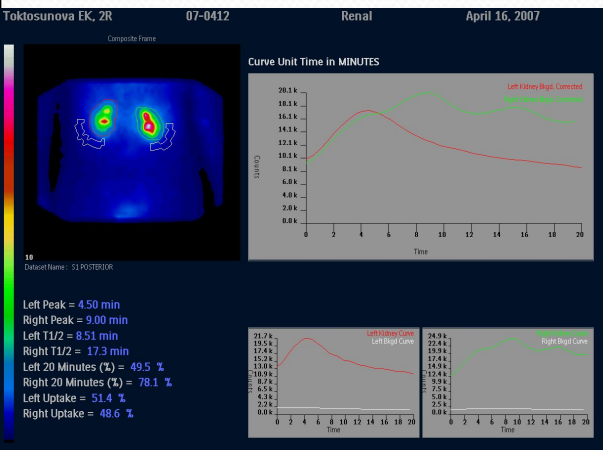 Toktosunova EK, 2R 07-0412 Renal April 16, 2007
Composite Frame
Curve Unit Time in MINUTES
Left Kidney Bkgd. Corrected
20.1 k
18.1 k
16.1 k
14.1 k
12.1 k
10.1 k
8.1 k
6.0 k
4.0 k
2.0 k
0.0 k
Counts
0 2 4 6 8 10 12 14 16 18 20
Time
10
Dataset Name : S1 POSTERIOR
Left Peak = 4.50 min
Right Peak = 9.00 min
Left T1/2 = 8.51 min
Right T1/2 = 17.3 min
Left 20 Minutes (%) = 49.5 %
Right 20 Minutes (%) = 78.1 %
Left Uptake = 51.4 %
Right Uptake = 48.6 %
Left Kidney Curve
Left Bkgd Curve
21.7 k
19.5 k
17.4 k
15.2 k
13.0 k
10.9 k
8.7 k
6.5 k
4.3 k
2.2 k
0.0 k
Counts
0 2 4 6 8 10 12 14 16 18 20
Time
Right Bkgd Curve
24.9 k
22.4 k
19.9 k
17.4 k
14.9 k
12.4 k
9.9 k
7.5 k
5.0 k
2.5 k
0.0 k
Counts
0 2 4 6 8 10 12 14 16 18 20
Time